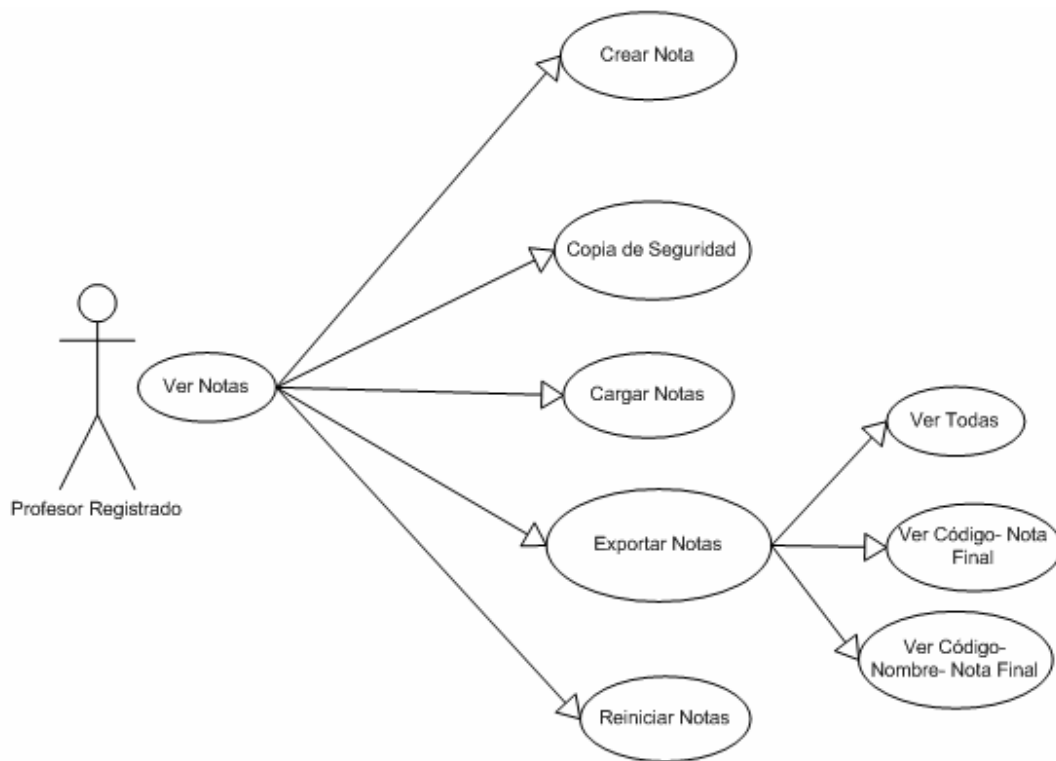 Crear Nota
Copia de Seguridad
Ver Notas
Cargar Notas
Ver Todas
Profesor Registrado
Exportar Notas
Ver Código- Nota
Final
Ver Código-
Nombre- Nota Final
Reiniciar Notas